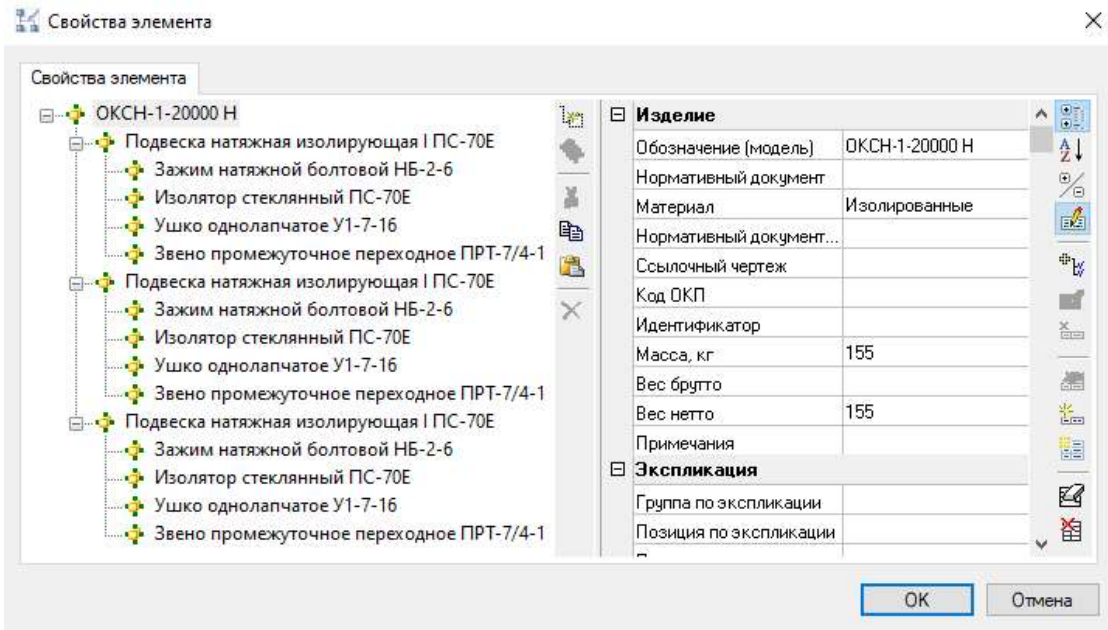 Свойства элемента
Свойства элемента
ОКСН-1-20000 Н
Подвеска натяжная изолирующая I ПС-70Е
Зажим натяжной болтовой НБ-2-6
Изолятор стеклянный ПС-70Е
Ушко однолапчатое У1-7-16
Звено промежуточное переходное ПРТ-7/4-1
Подвеска натяжная изолирующая I ПС-70Е
Зажим натяжной болтовой НБ-2-6
Изолятор стеклянный ПС-70Е
Ушко однолапчатое У1-7-16
Звено промежуточное переходное ПРТ-7/4-1
Подвеска натяжная изолирующая I ПС-70Е
Зажим натяжной болтовой НБ-2-6
Изолятор стеклянный ПС-70Е
Ушко однолапчатое У1-7-16
Звено промежуточное переходное ПРТ-7/4-1
Изделие
Обозначение (модель) ОКСН-1-20000 Н
Нормативный документ
Материал Изолированные
Нормативный документ...
Ссылочный чертеж
Код ОКП
Идентификатор
Масса, кг 155
Вес брутто
Вес нетто 155
Примечания
Экспликация
Группа по экспликации
Позиция по экспликации
OK Отмена